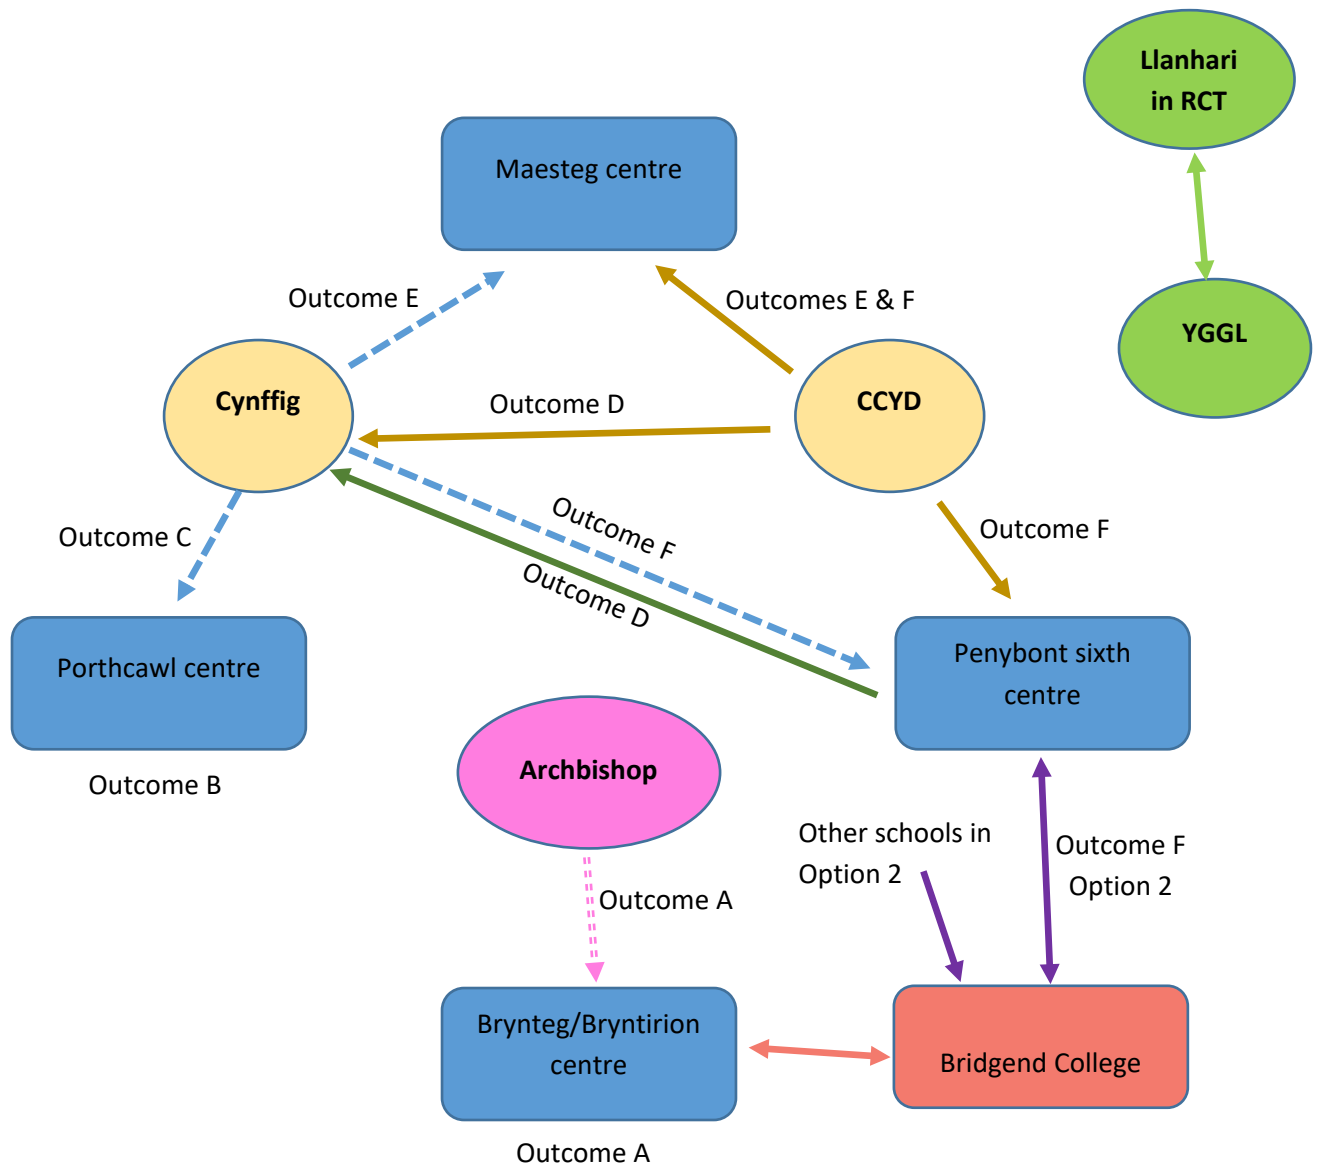 Llanhari
in RCT
Maesteg centre
Outcome E
Outcomes E & F
YGGL
Cynffig
Outcome D
CCYD
Outcome C
Outcome F
Outcome F
Outcome D
Porthcawl centre
Penybont sixth
centre
Outcome B
Archbishop
Other schools in
Option 2
Outcome F
Option 2
Outcome A
Brynteg/Bryntirion
centre
Bridgend College
Outcome A